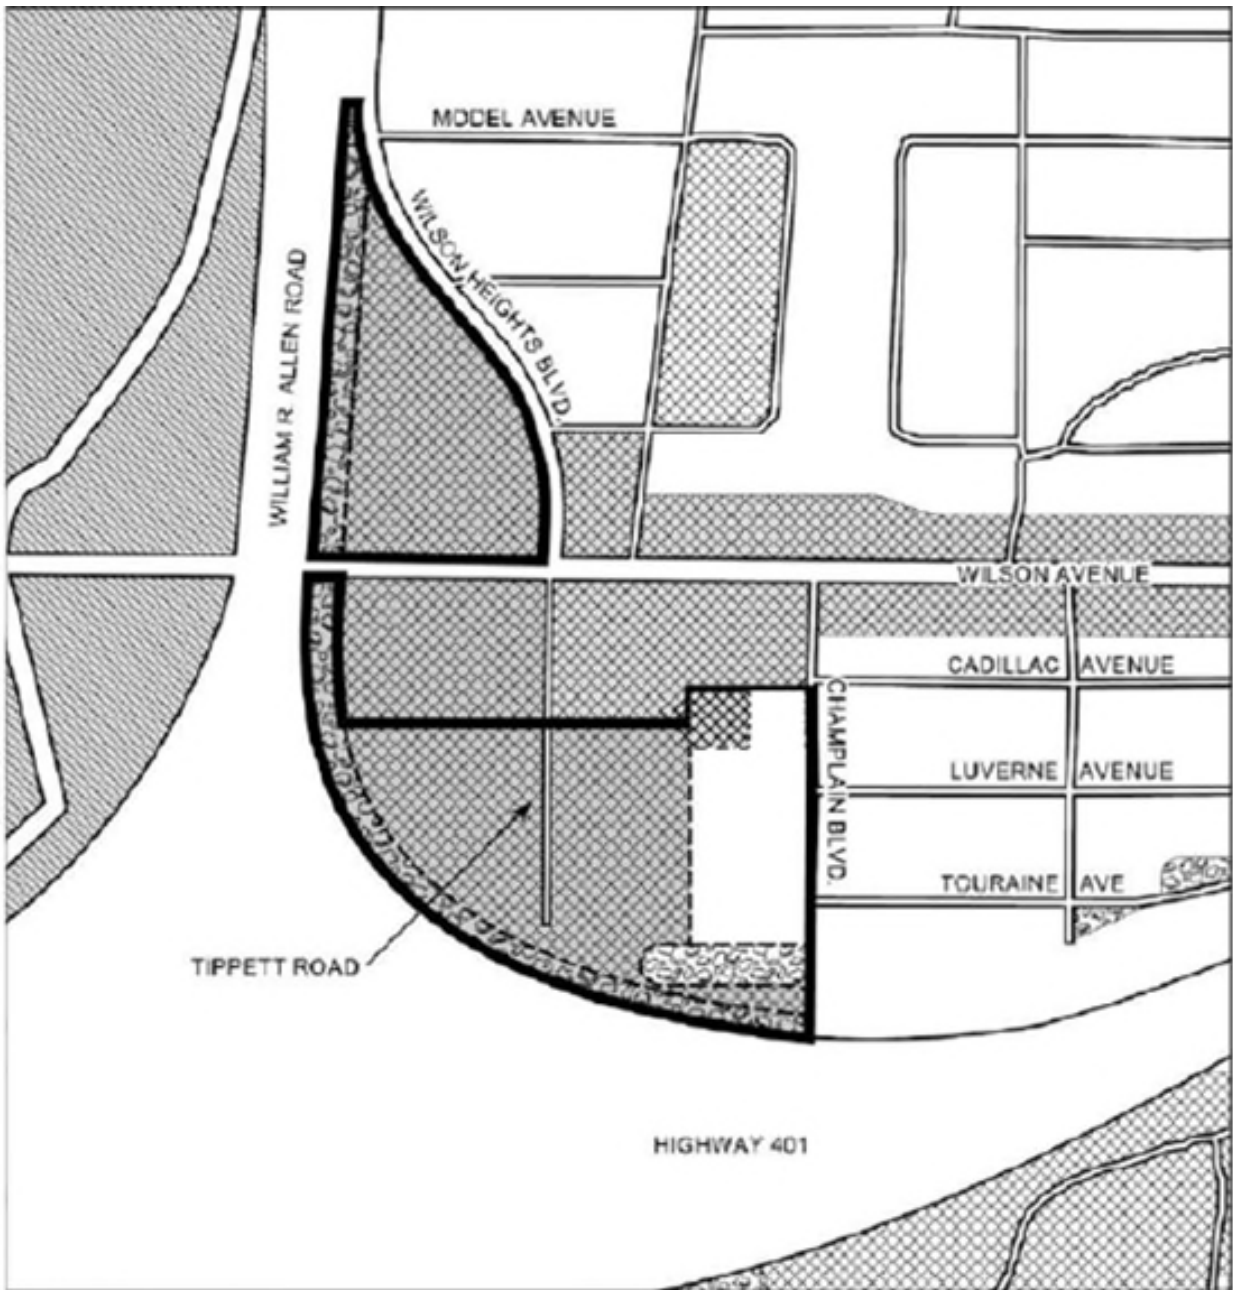 MODEL AVENUE
WILSON HEIGHTS BLVD.
WILLIAM R. ALLEN ROAD
WILSON AVENUE
CADILLAC AVENUE
CHAMPLAIN BLVD.
LUVERNE AVENUE
TOURAINE AVE
TIPPETT ROAD
HIGHWAY 401